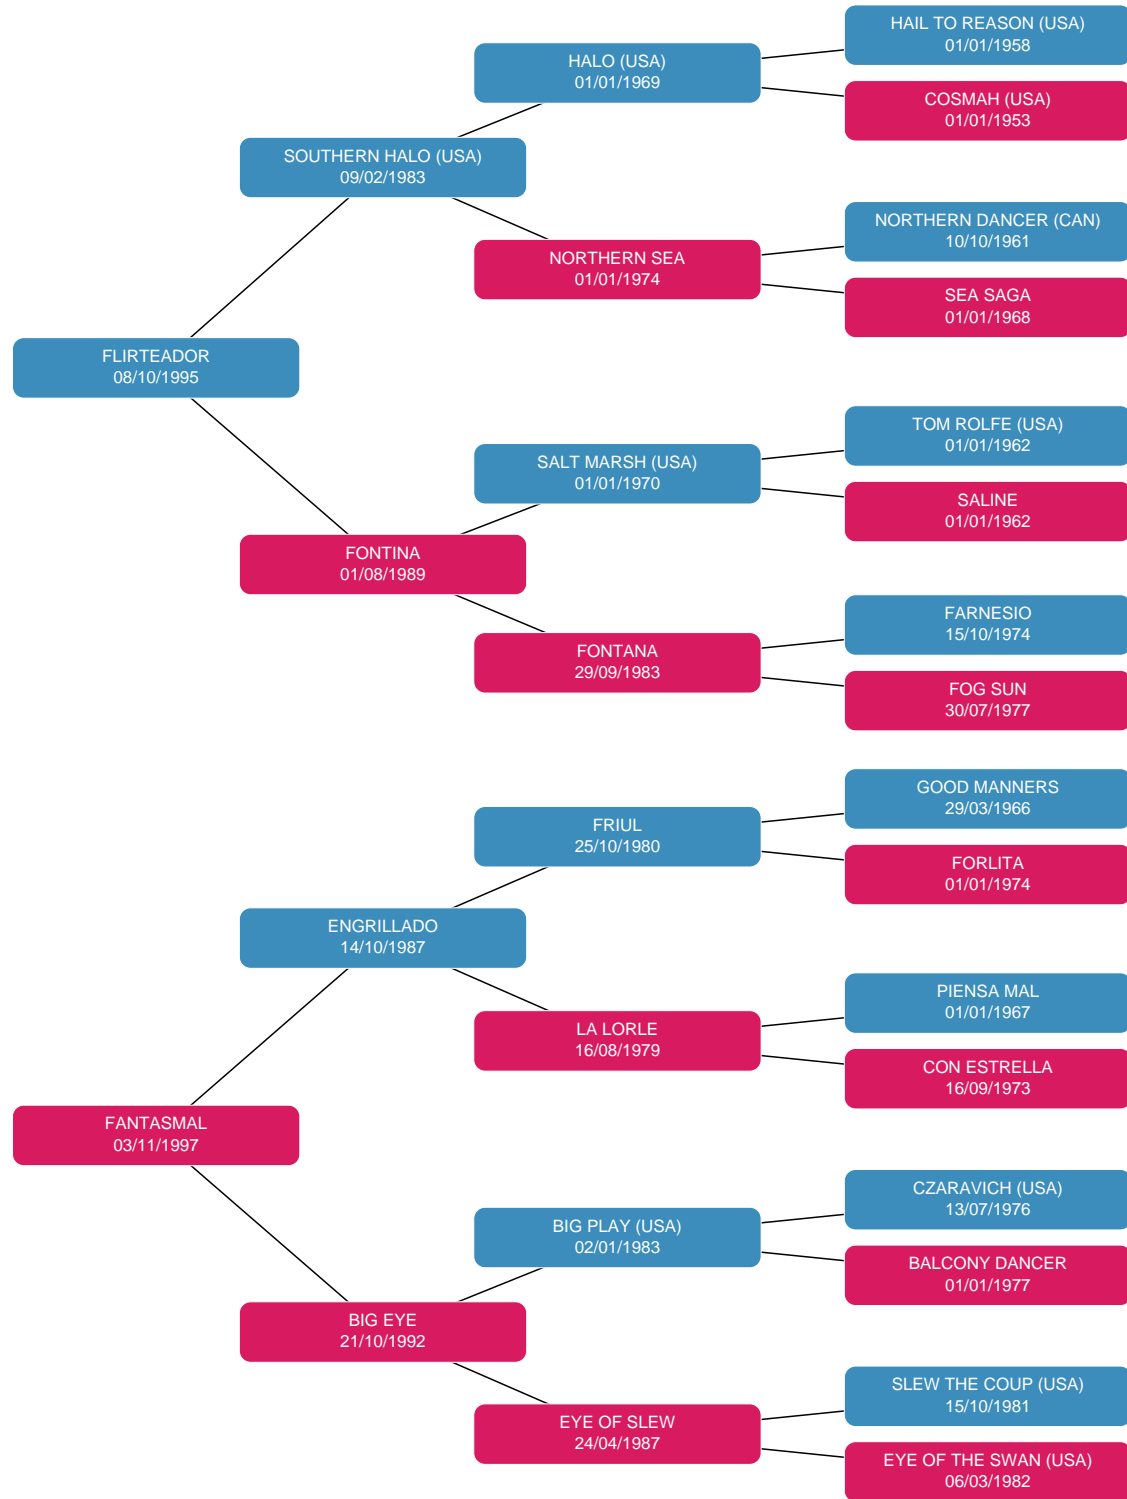 HAIL TO REASON (USA)
01/01/1958
HALO (USA)
01/01/1969
COSMAH (USA)
01/01/1953
SOUTHERN HALO (USA)
09/02/1983
NORTHERN DANCER (CAN)
10/10/1961
NORTHERN SEA
01/01/1974
SEA SAGA
01/01/1968
FLIRTEADOR
08/10/1995
TOM ROLFE (USA)
01/01/1962
SALT MARSH (USA)
01/01/1970
SALINE
01/01/1962
FONTINA
01/08/1989
FARNESIO
15/10/1974
FONTANA
29/09/1983
FOG SUN
30/07/1977
GOOD MANNERS
29/03/1966
FRIUL
25/10/1980
FORLITA
01/01/1974
ENGRILLADO
14/10/1987
PIENSA MAL
01/01/1967
LA LORLE
16/08/1979
CON ESTRELLA
16/09/1973
FANTASMAL
03/11/1997
CZARAVICH (USA)
13/07/1976
BIG PLAY (USA)
02/01/1983
BALCONY DANCER
01/01/1977
BIG EYE
21/10/1992
SLEW THE COUP (USA)
15/10/1981
EYE OF SLEW
24/04/1987
EYE OF THE SWAN (USA)
06/03/1982